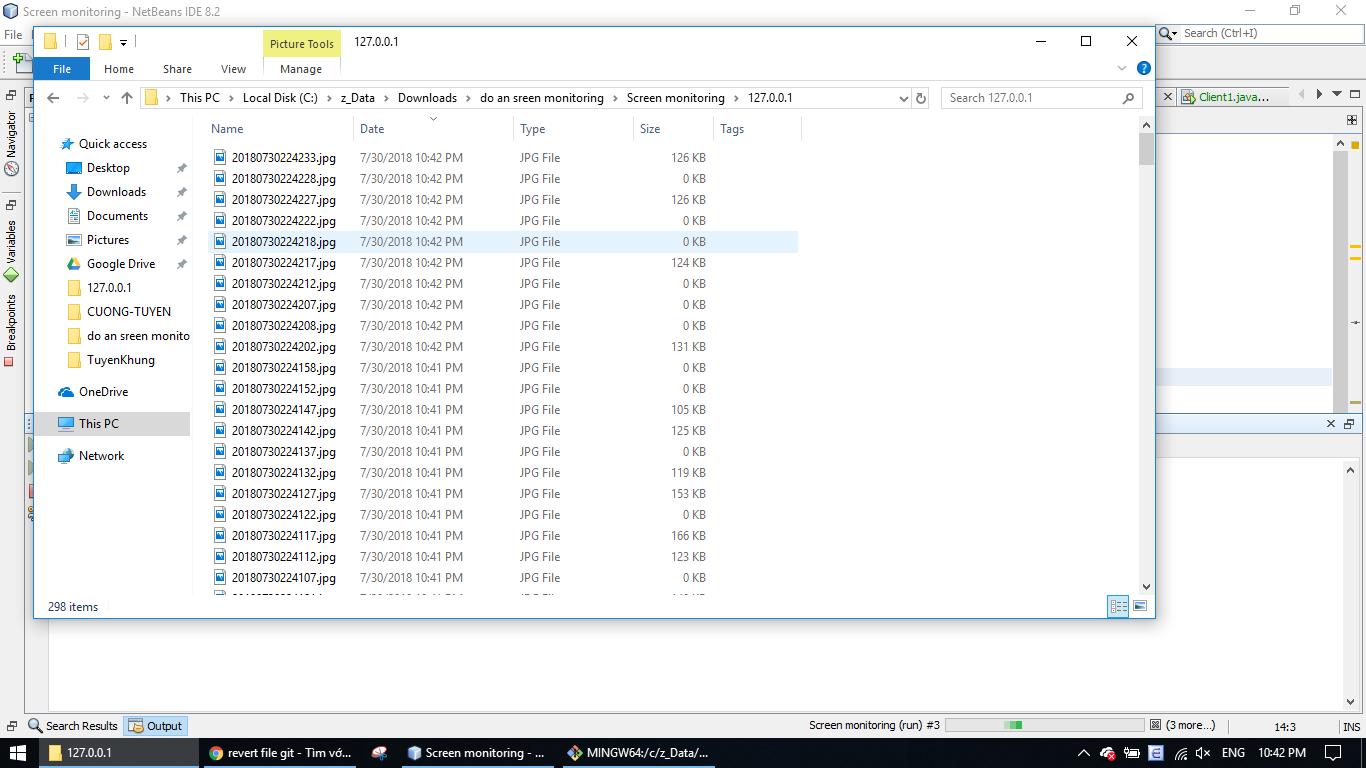 Screen monitoring - NetBeans IDE 8.2
File
Search (Ctrl+I)
Picture Tools
127.0.0.1
File
Home
Share
View
Manage
This PC
Local Disk (C:)
z_Data
Downloads
do an sreen monitoring
Screen monitoring
127.0.0.1
Search 127.0.0.1
Client1.java...
Navigator
Variables
Breakpoints
Quick access
Desktop
Downloads
Documents
Pictures
Google Drive
127.0.0.1
CUONG-TUYEN
do an sreen monito
TuyenKhung
OneDrive
This PC
Network
Name Date Type Size Tags
20180730224233.jpg 7/30/2018 10:42 PM JPG File 126 KB
20180730224228.jpg 7/30/2018 10:42 PM JPG File 0 KB
20180730224227.jpg 7/30/2018 10:42 PM JPG File 126 KB
20180730224222.jpg 7/30/2018 10:42 PM JPG File 0 KB
20180730224218.jpg 7/30/2018 10:42 PM JPG File 0 KB
20180730224217.jpg 7/30/2018 10:42 PM JPG File 124 KB
20180730224212.jpg 7/30/2018 10:42 PM JPG File 0 KB
20180730224207.jpg 7/30/2018 10:42 PM JPG File 0 KB
20180730224208.jpg 7/30/2018 10:42 PM JPG File 0 KB
20180730224202.jpg 7/30/2018 10:42 PM JPG File 131 KB
20180730224158.jpg 7/30/2018 10:41 PM JPG File 0 KB
20180730224152.jpg 7/30/2018 10:41 PM JPG File 0 KB
20180730224147.jpg 7/30/2018 10:41 PM JPG File 105 KB
20180730224142.jpg 7/30/2018 10:41 PM JPG File 125 KB
20180730224137.jpg 7/30/2018 10:41 PM JPG File 0 KB
20180730224132.jpg 7/30/2018 10:41 PM JPG File 119 KB
20180730224127.jpg 7/30/2018 10:41 PM JPG File 153 KB
20180730224122.jpg 7/30/2018 10:41 PM JPG File 0 KB
20180730224117.jpg 7/30/2018 10:41 PM JPG File 166 KB
20180730224112.jpg 7/30/2018 10:41 PM JPG File 123 KB
20180730224107.jpg 7/30/2018 10:41 PM JPG File 0 KB
298 items
Search Results
Output
Screen monitoring (run) #3
(3 more...)
14:3
INS
127.0.0.1
revert file git - Tìm vớ...
Screen monitoring - ...
MINGW64:/c/z_Data/...
ENG
10:42 PM